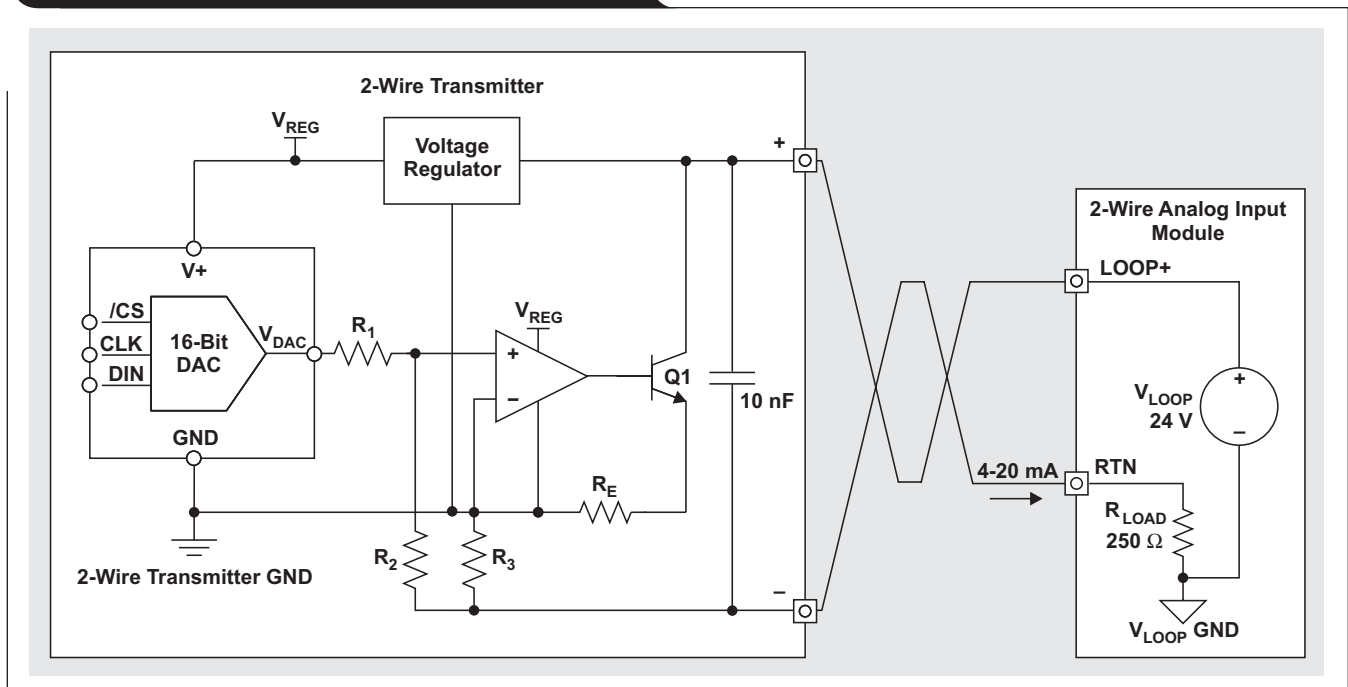 2-Wire Transmitter
V_REG
Voltage
Regulator
+
2-Wire Analog Input
Module
LOOP+
V+
/CS
CLK
DIN
16-Bit
DAC
V_DAC
R_1
V_REG
+
–
Q1
10 nF
+
V_LOOP
24 V
–
GND
R_E
4-20 mA
RTN
R_LOAD
250 Ω
R_2
R_3
2-Wire Transmitter GND
–
V_LOOP GND